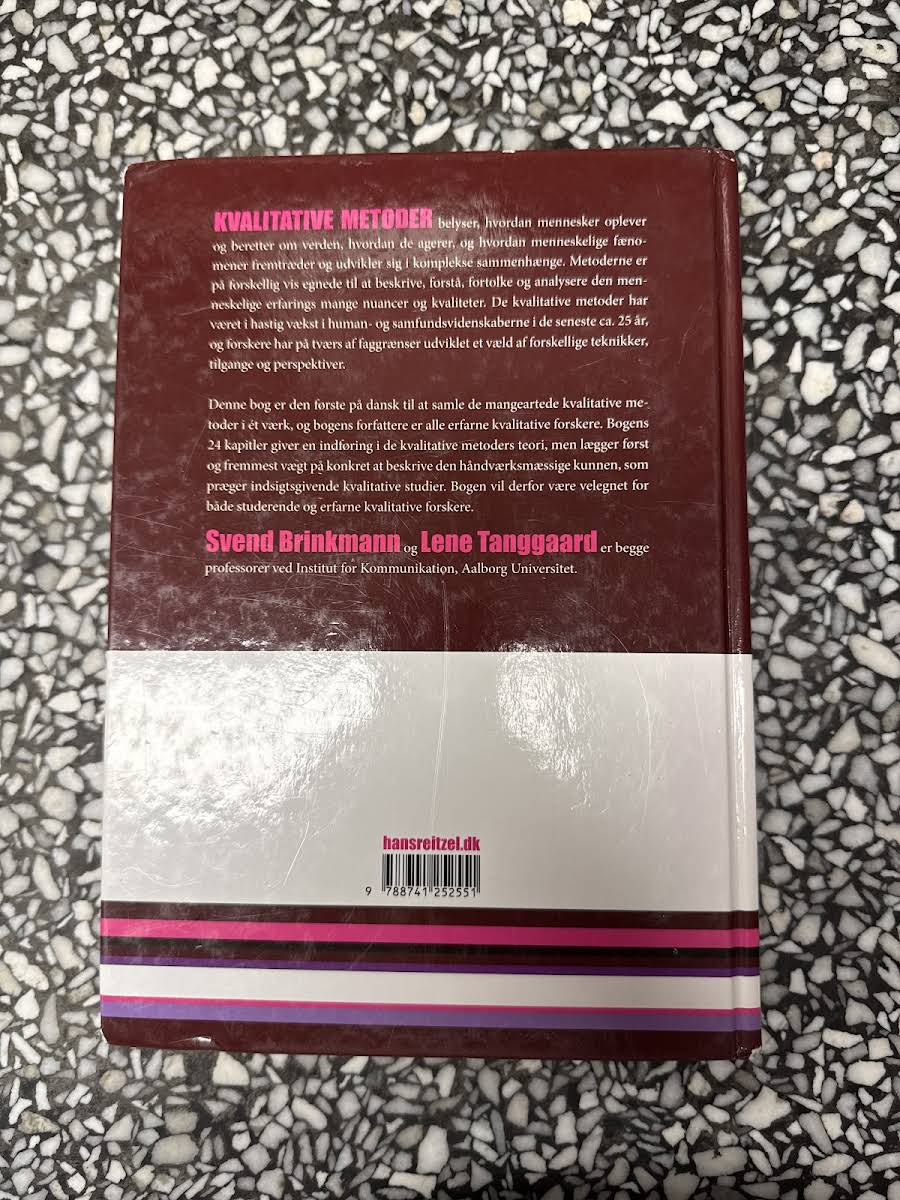 KVALITATIVE METODER belyser, hvordan mennesker oplever
og beretter om verden, hvordan de agerer, og hvordan menneskelige fæno-
mener fremtræder og udvikler sig i komplekse sammenhænge. Metoderne er
på forskellig vis egnede til at beskrive, forstå, fortolke og analysere den men-
neskelige erfarings mange nuancer og kvaliteter. De kvalitative metoder har
været i hastig vækst i human- og samfundsvidenskaberne i de seneste ca. 25 år,
og forskere har på tværs af faggrænser udviklet et væld af forskellige teknikker,
tilgange og perspektiver.
Denne bog er den første på dansk til at samle de mangeartede kvalitative me-
toder i ét værk, og bogens forfattere er alle erfarne kvalitative forskere. Bogens
24 kapitler giver en indføring i de kvalitative metoders teori, men lægger først
og fremmest vægt på konkret at beskrive den håndværksmæssige kunnen, som
præger indsigtsgivende kvalitative studier. Bogen vil derfor være velegnet for
både studerende og erfarne kvalitative forskere.
Svend Brinkmann og Lene Tanggaard er begge
professorer ved Institut for Kommunikation, Aalborg Universitet.
hansreitzel.dk
9 788741 252551